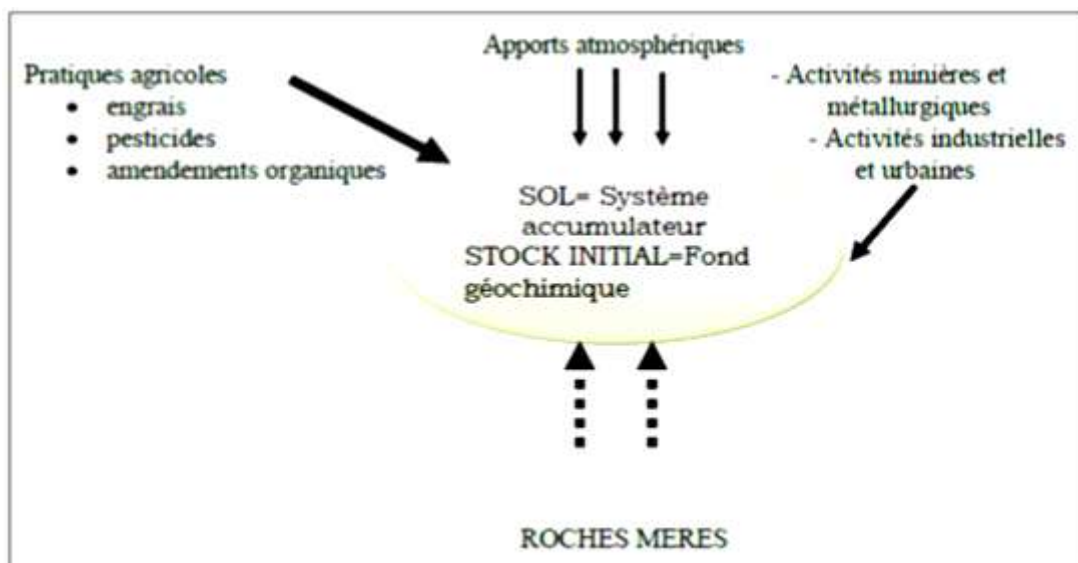 Apports atmosphériques
Pratiques agricoles
• engrais
• pesticides
• amendements organiques
- Activités minières et
métallurgiques
- Activités industrielles
et urbaines
SOL= Système
accumulateur
STOCK INITIAL=Fond
géochimique
ROCHES MERES